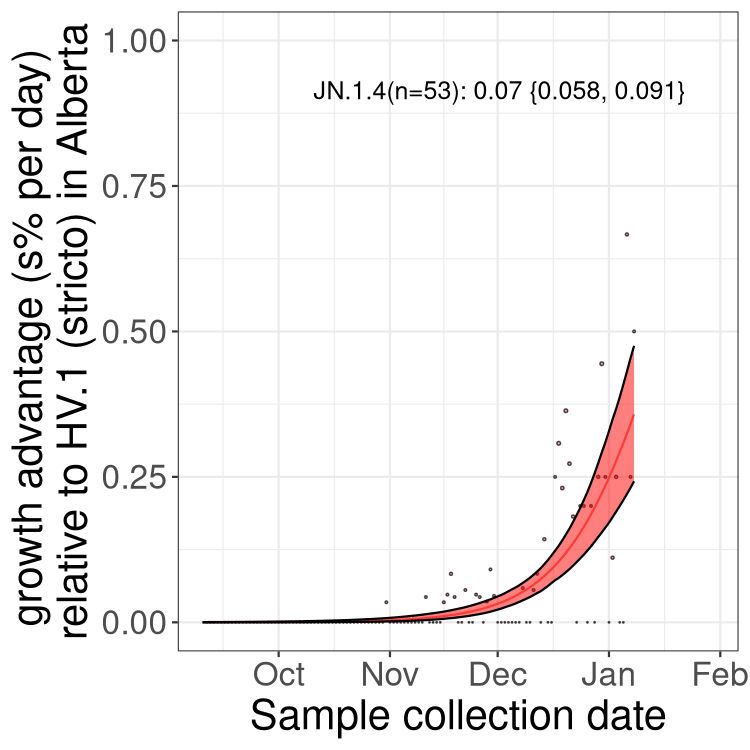 growth advantage (s% per day)
relative to HV.1 (stricto) in Alberta
1.00
0.75
0.50
0.25
0.00
JN.1.4(n=53): 0.07 {0.058, 0.091}
Oct Nov Dec Jan Feb
Sample collection date